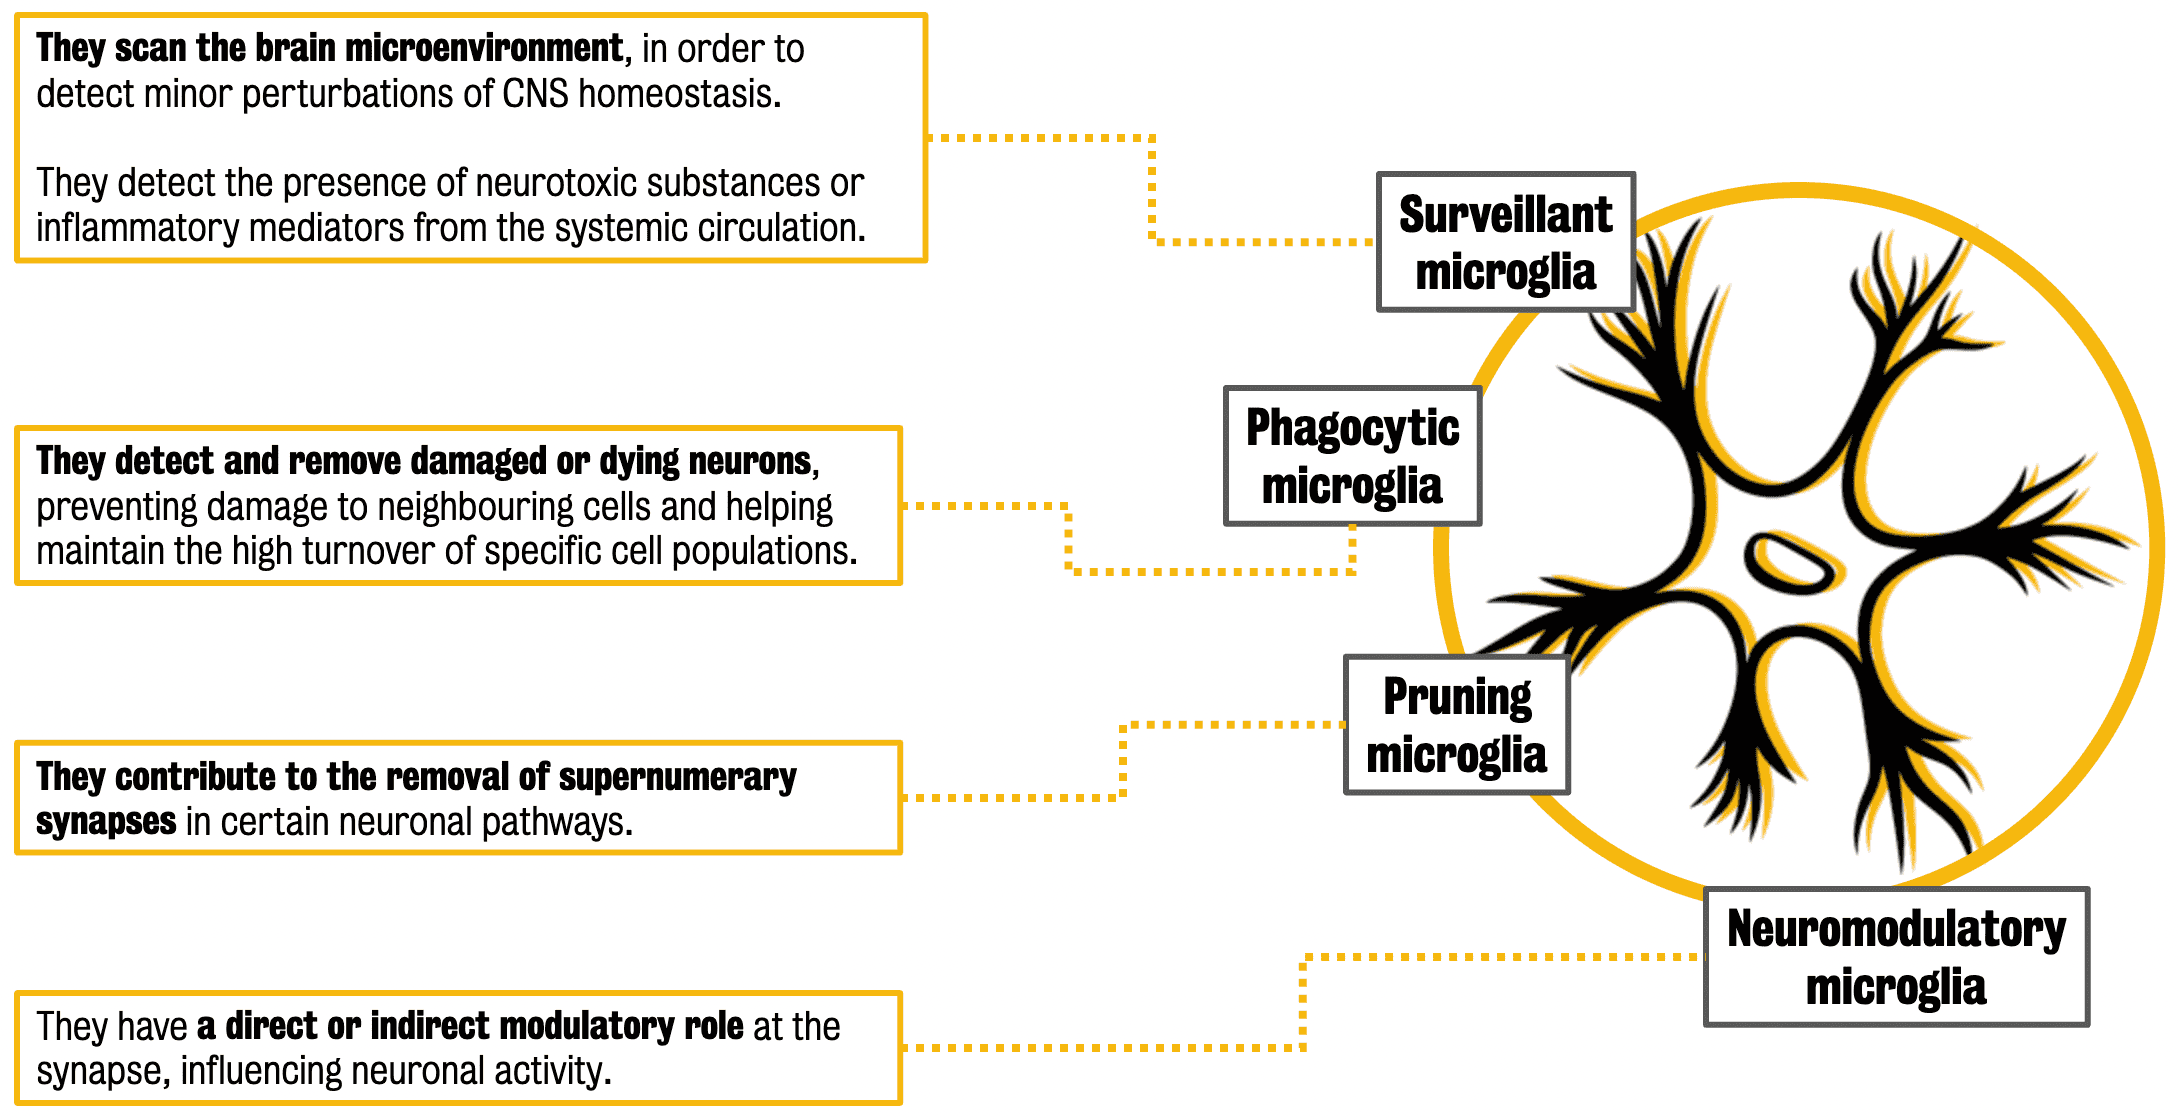 They scan the brain microenvironment, in order to
detect minor perturbations of CNS homeostasis.
They detect the presence of neurotoxic substances or
inflammatory mediators from the systemic circulation.
Surveillant
microglia
They detect and remove damaged or dying neurons,
preventing damage to neighbouring cells and helping
maintain the high turnover of specific cell populations.
Phagocytic
microglia
They contribute to the removal of supernumerary
synapses in certain neuronal pathways.
Pruning
microglia
They have a direct or indirect modulatory role at the
synapse, influencing neuronal activity.
Neuromodulatory
microglia